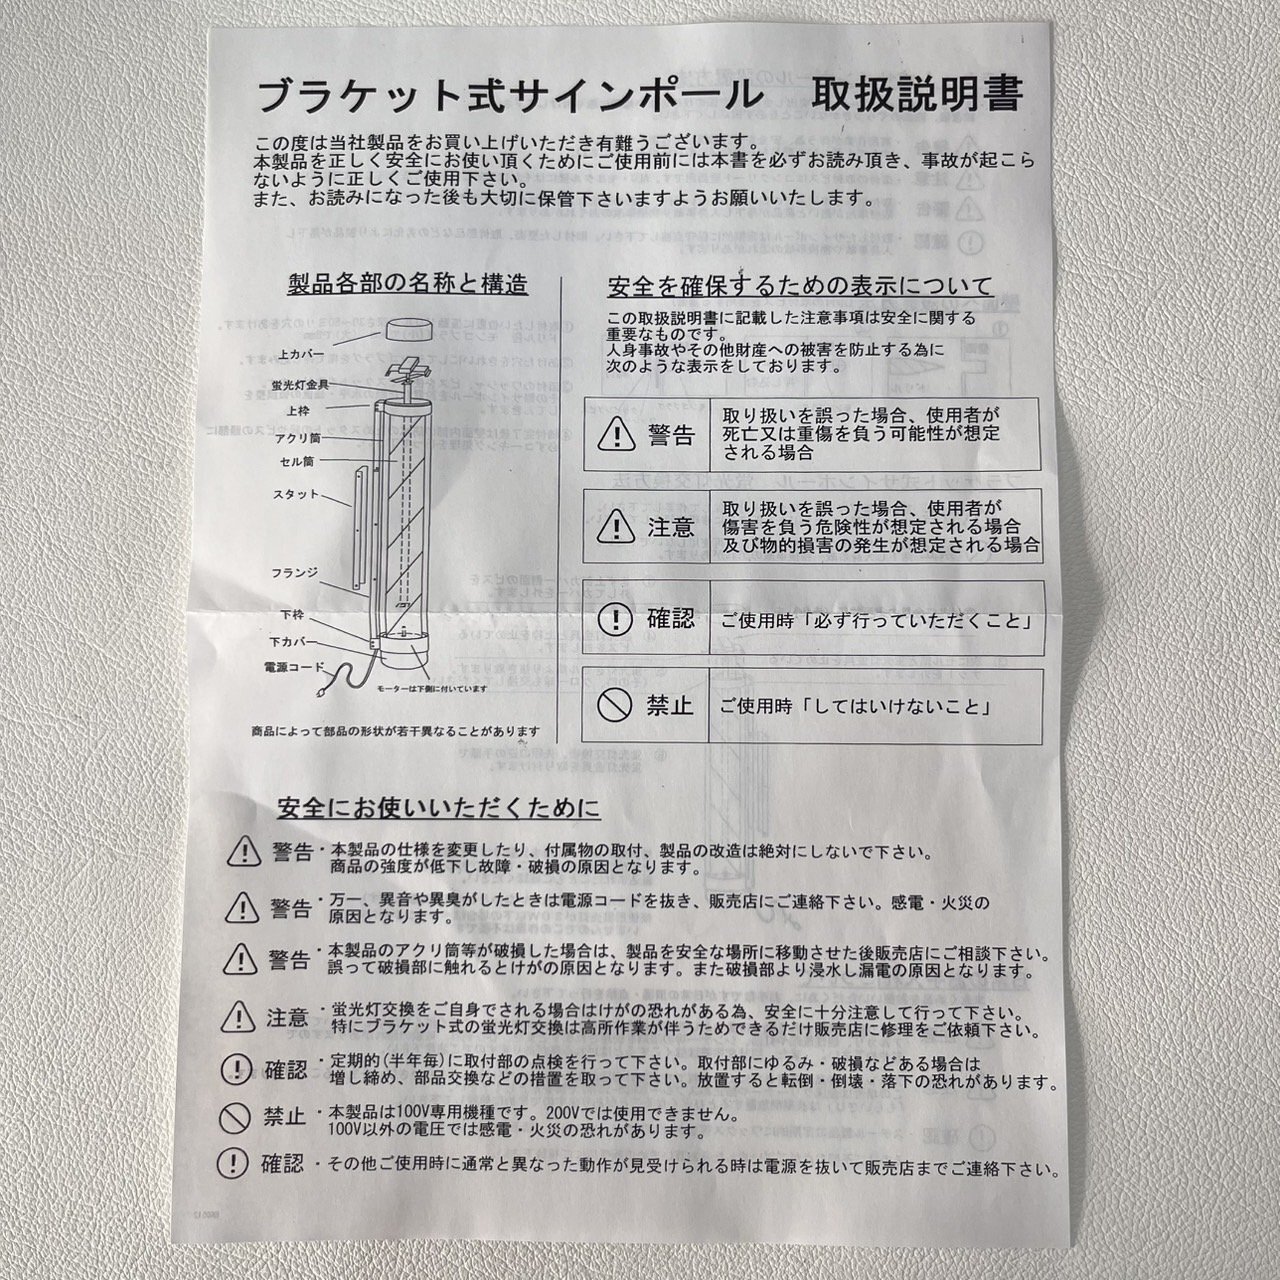 ブラケット式サインポール　取扱説明書
この度は当社製品をお買い上げいただき有難うございます。
本製品を正しく安全にお使い頂くためにご使用前には本書を必ずお読み頂き、事故が起こら
ないように正しくご使用下さい。
また、お読みになった後も大切に保管下さいますようお願いいたします。
製品各部の名称と構造
上カバー
蛍光灯金具
上枠
アクリ筒
セル筒
スタット
フランジ
下枠
下カバー
電源コード
モーターは下側に付いています
商品によって部品の形状が若干異なることがあります
安全を確保するための表示について
この取扱説明書に記載した注意事項は安全に関する
重要なものです。
人身事故やその他財産への被害を防止する為に
次のような表示をしております。
警告
取り扱いを誤った場合、使用者が
死亡又は重傷を負う可能性が想定
される場合
注意
取り扱いを誤った場合、使用者が
傷害を負う危険性が想定される場合
及び物的損害の発生が想定される場合
確認
ご使用時「必ず行っていただくこと」
禁止
ご使用時「してはいけないこと」
安全にお使いいただくために
警告・本製品の仕様を変更したり、付属物の取付、製品の改造は絶対にしないで下さい。
商品の強度が低下し故障・破損の原因となります。
警告・万一、異音や異臭がしたときは電源コードを抜き、販売店にご連絡下さい。感電・火災の
原因となります。
警告・本製品のアクリ筒等が破損した場合は、製品を安全な場所に移動させた後販売店にご相談下さい。
誤って破損部に触れるとけがの原因となります。また破損部より浸水し漏電の原因となります。
注意・蛍光灯交換をご自身でされる場合はけがの恐れがある為、安全に十分注意して行って下さい。
特にブラケット式の蛍光灯交換は高所作業が伴うためできるだけ販売店に修理をご依頼下さい。
確認・定期的(半年毎)に取付部の点検を行って下さい。取付部にゆるみ・破損などある場合は
増し締め、部品交換などの措置を取って下さい。放置すると転倒・倒壊・落下の恐れがあります。
禁止・本製品は100V専用機種です。200Vでは使用できません。
100V以外の電圧では感電・火災の恐れがあります。
確認・その他ご使用時に通常と異なった動作が見受けられる時は電源を抜いて販売店までご連絡下さい。